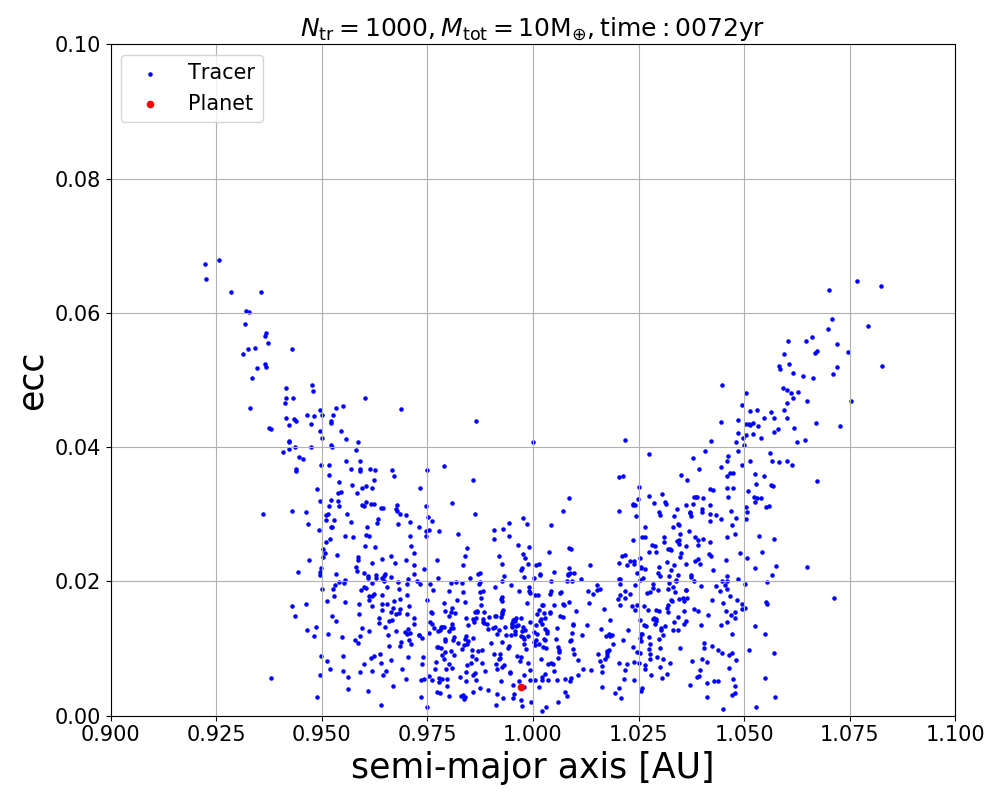 N_tr = 1000, M_tot = 10M_⊕, time : 0072yr
Tracer
Planet
ecc
0.10
0.08
0.06
0.04
0.02
0.00
0.900 0.925 0.950 0.975 1.000 1.025 1.050 1.075 1.100
semi-major axis [AU]